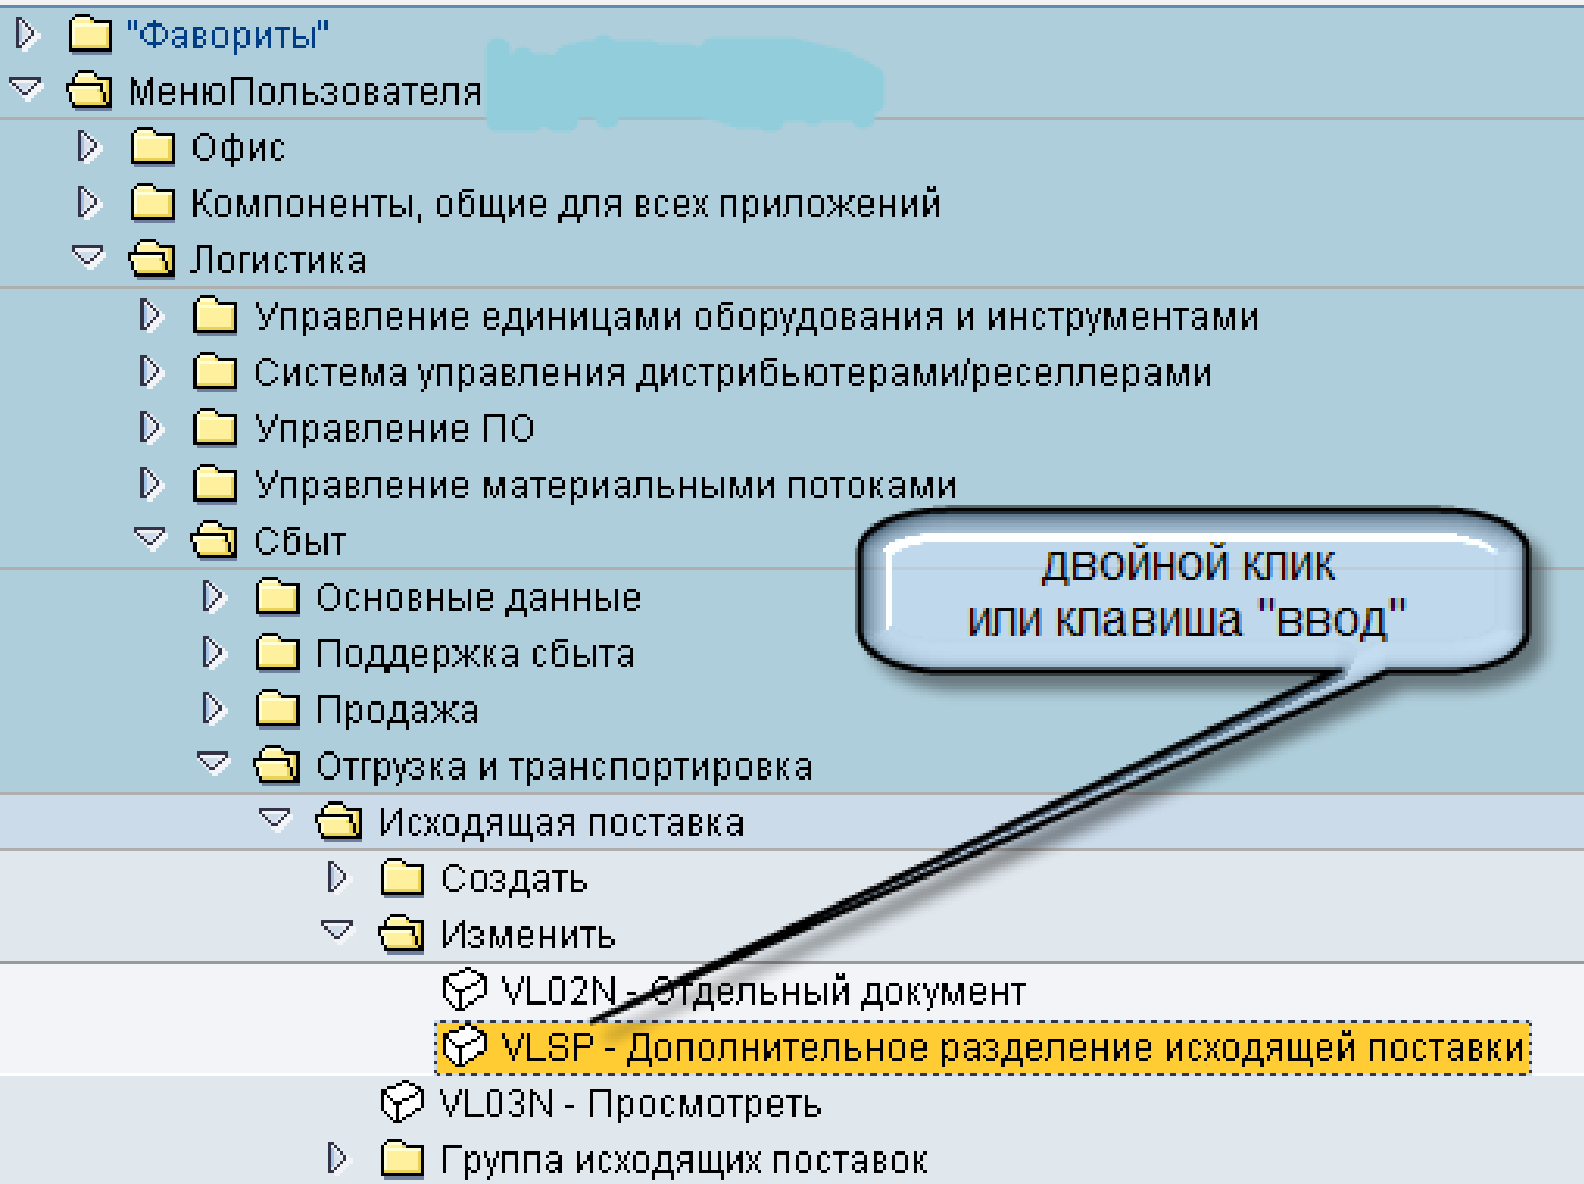 "Фавориты"
МенюПользователя
Офис
Компоненты, общие для всех приложений
Логистика
Управление единицами оборудования и инструментами
Система управления дистрибьютерами/реселлерами
Управление ПО
Управление материальными потоками
Сбыт
двойной клик
или клавиша "ввод"
Основные данные
Поддержка сбыта
Продажа
Отгрузка и транспортировка
Исходящая поставка
Создать
Изменить
VL02N - Отдельный документ
VLSP - Дополнительное разделение исходящей поставки
VL03N - Просмотреть
Группа исходящих поставок